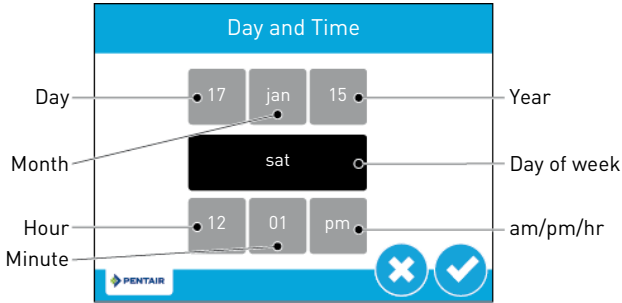 Day and Time
Day 17 jan 15 Year
Month sat Day of week
Hour 12 01 pm am/pm/hr
Minute
PENTAIR